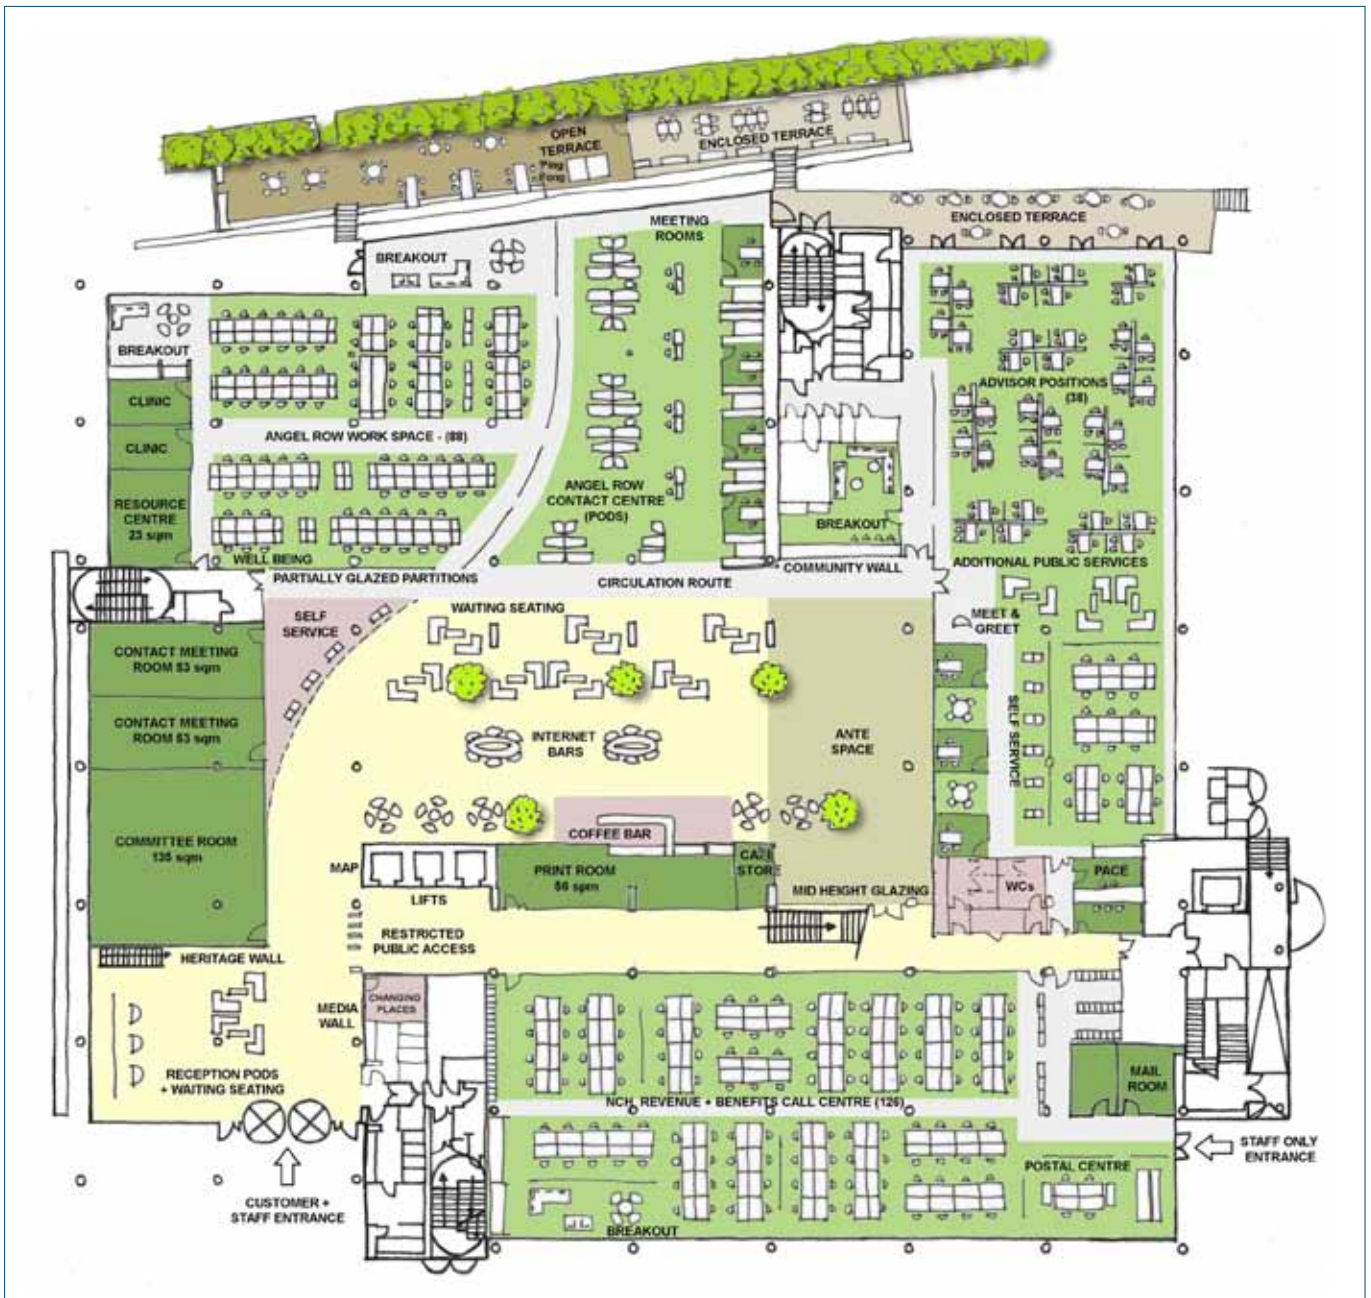 OPEN
TERRACE
Ping
Pong
ENCLOSED TERRACE
ENCLOSED TERRACE
MEETING
ROOMS
BREAKOUT
BREAKOUT
CLINIC
CLINIC
RESOURCE
CENTRE
23 sqm
ANGEL ROW WORK SPACE - (88)
ADVISOR POSITIONS
(38)
ANGEL ROW
CONTACT CENTRE
(PODS)
BREAKOUT
WELL BEING
PARTIALLY GLAZED PARTITIONS
CIRCULATION ROUTE
COMMUNITY WALL
ADDITIONAL PUBLIC SERVICES
SELF
SERVICE
WAITING SEATING
MEET &
GREET
CONTACT MEETING
ROOM 53 sqm
CONTACT MEETING
ROOM 53 sqm
INTERNET
BARS
ANTE
SPACE
SELF SERVICE
COMMITTEE ROOM
135 sqm
COFFEE BAR
MAP
LIFTS
PRINT ROOM
56 sqm
CAFE
STORE
MID HEIGHT GLAZING
WCs
PACE
RESTRICTED
PUBLIC ACCESS
HERITAGE WALL
MEDIA
WALL
CHANGING
PLACES
RECEPTION PODS
+ WAITING SEATING
MAIL
ROOM
NCH, REVENUE + BENEFITS CALL CENTRE (126)
STAFF ONLY
ENTRANCE
POSTAL CENTRE
CUSTOMER +
STAFF ENTRANCE
BREAKOUT